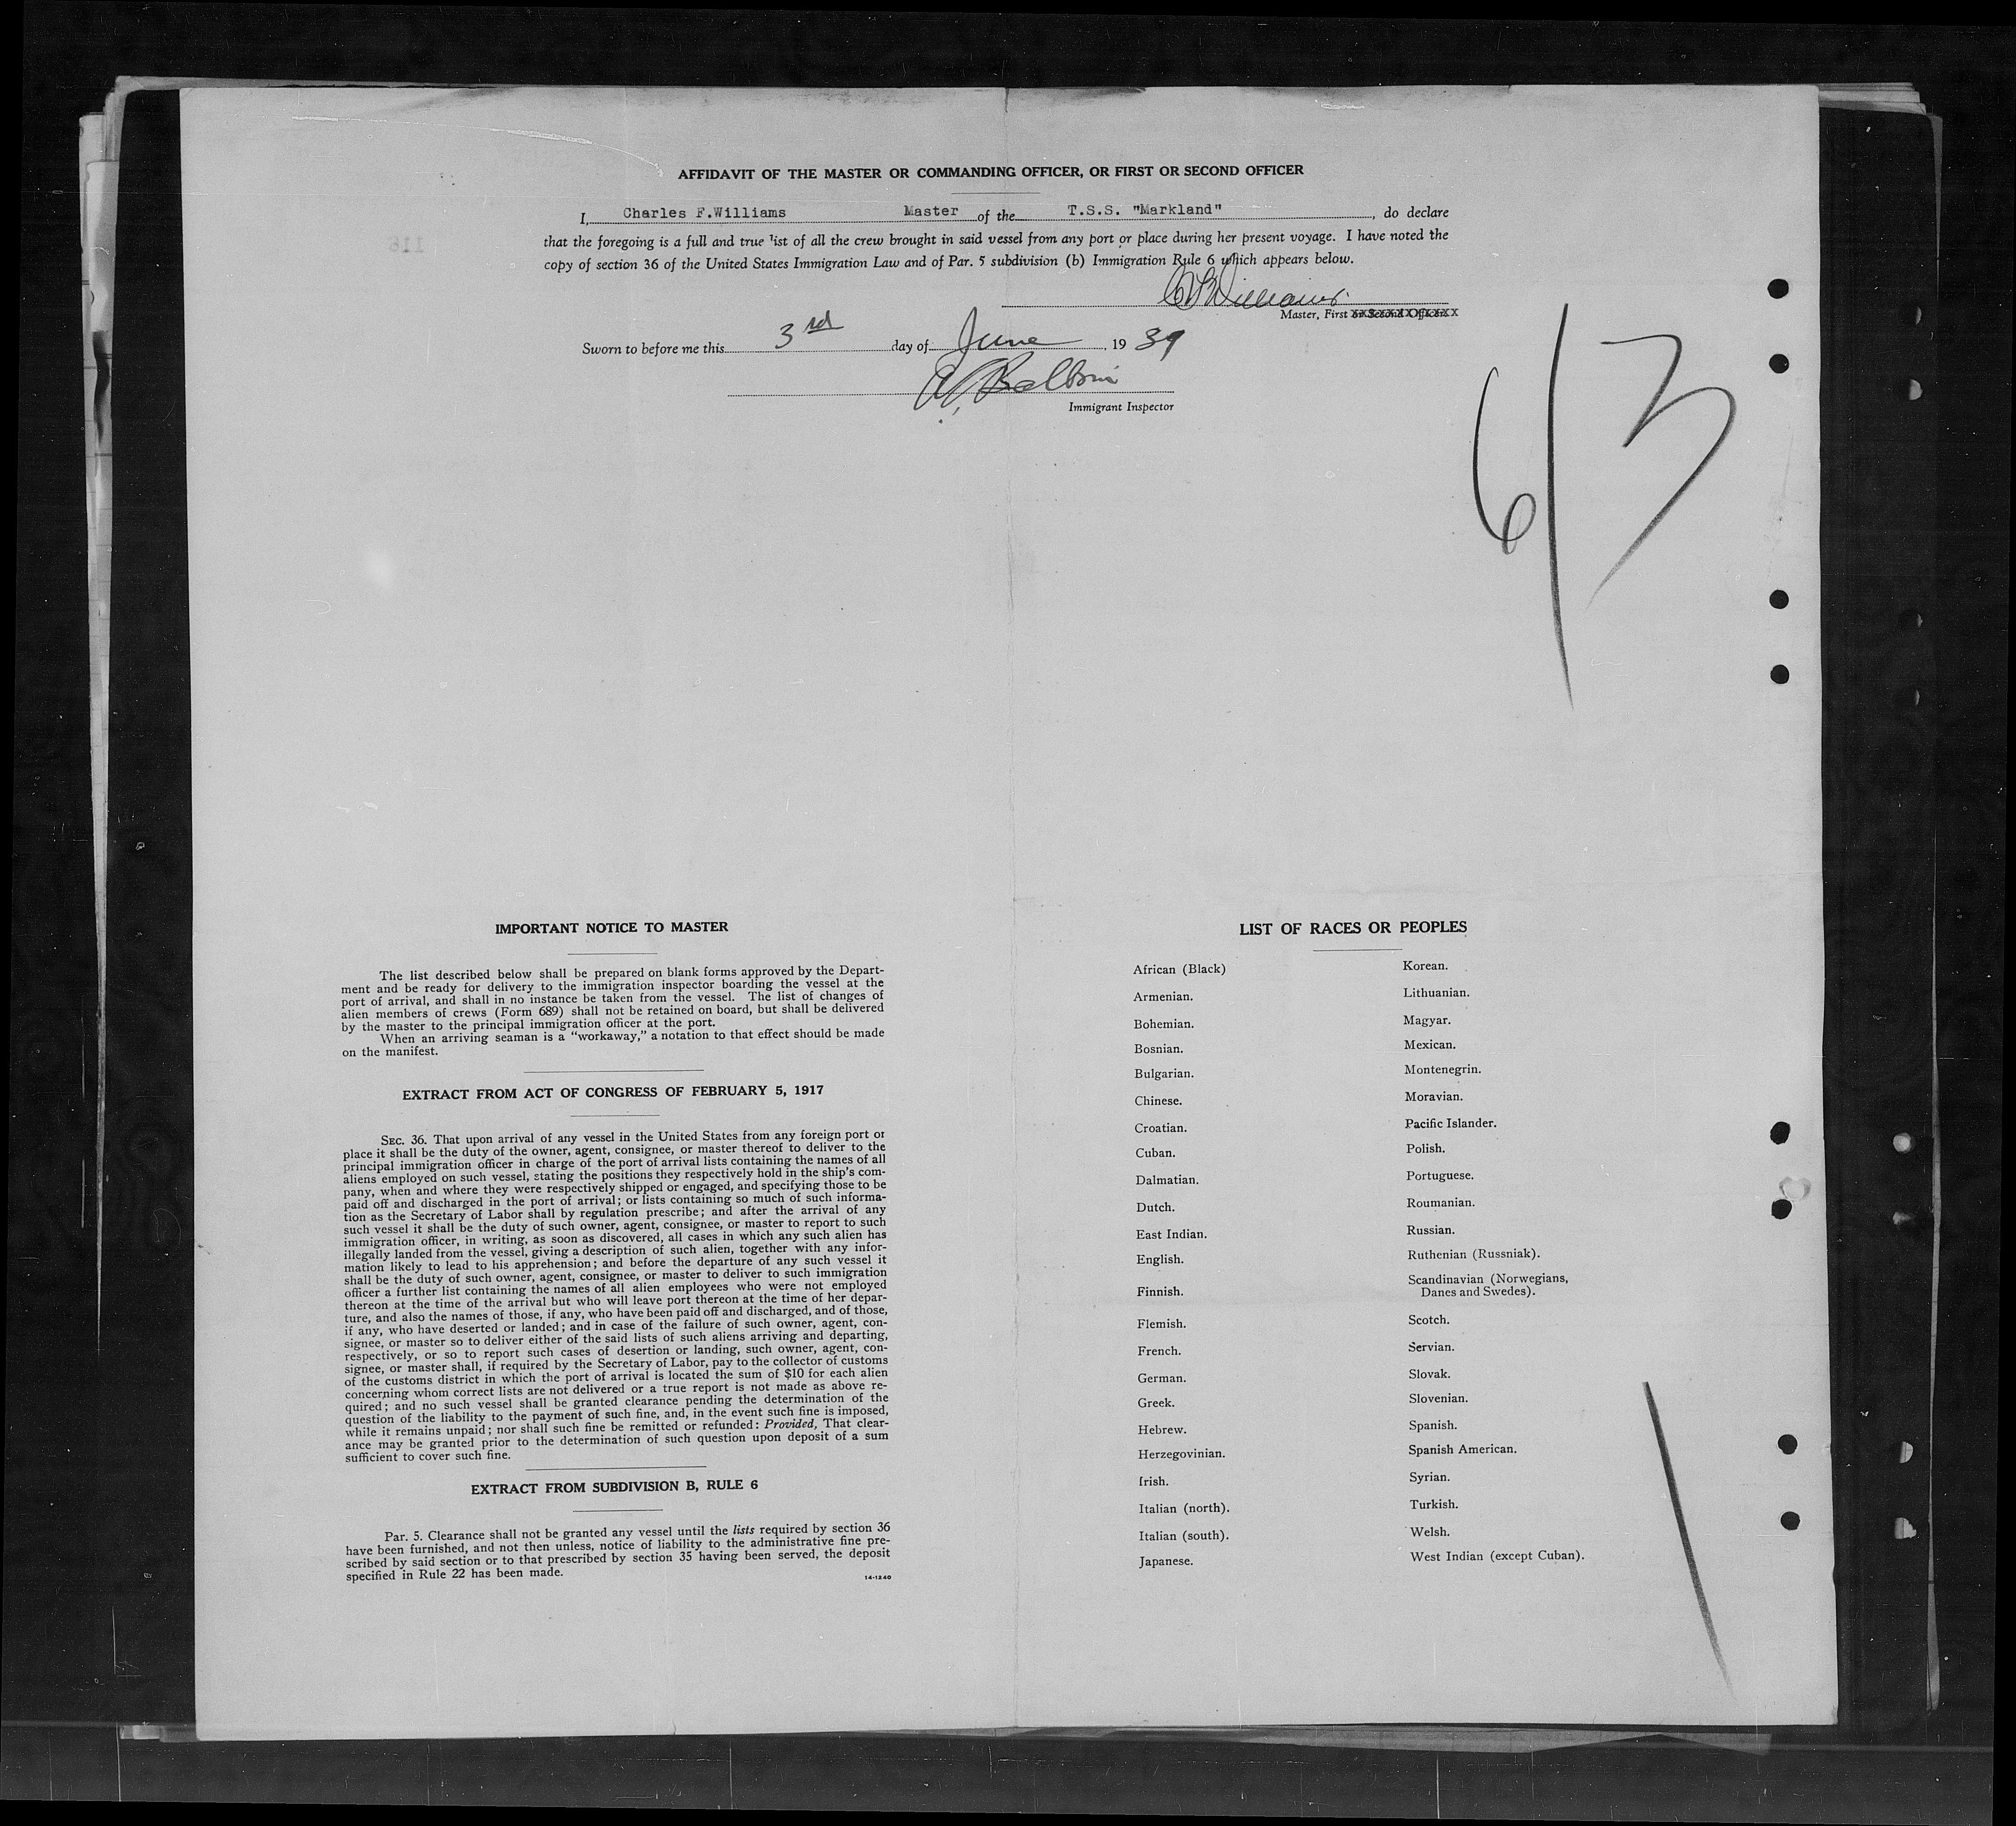 AFFIDAVIT OF THE MASTER OR COMMANDING OFFICER, OR FIRST OR SECOND OFFICER
I, Charles F.Williams Master of the T.S.S. "Markland", do declare
that the foregoing is a full and true list of all the crew brought in said vessel from any port or place during her present voyage. I have noted the
copy of section 36 of the United States Immigration Law and of Par. 5 subdivision (b) Immigration Rule 6 which appears below.
C F Williams
Master, First or Second Officer.
Sworn to before me this 3rd day of June, 1939
Immigrant Inspector
6/3
IMPORTANT NOTICE TO MASTER
The list described below shall be prepared on blank forms approved by the Depart-
ment and be ready for delivery to the immigration inspector boarding the vessel at the
port of arrival, and shall in no instance be taken from the vessel. The list of changes of
alien members of crews (Form 689) shall not be retained on board, but shall be delivered
by the master to the principal immigration officer at the port.
When an arriving seaman is a "workaway," a notation to that effect should be made
on the manifest.
EXTRACT FROM ACT OF CONGRESS OF FEBRUARY 5, 1917
SEC. 36. That upon arrival of any vessel in the United States from any foreign port or
place it shall be the duty of the owner, agent, consignee, or master thereof to deliver to the
principal immigration officer in charge of the port of arrival lists containing the names of all
aliens employed on such vessel, stating the positions they respectively hold in the ship's com-
pany, when and where they were respectively shipped or engaged, and specifying those to be
paid off and discharged in the port of arrival; or lists containing so much of such informa-
tion as the Secretary of Labor shall by regulation prescribe; and after the arrival of any
such vessel it shall be the duty of such owner, agent, consignee, or master to report to such
immigration officer, in writing, as soon as discovered, all cases in which any such alien has
illegally landed from the vessel, giving a description of such alien, together with any infor-
mation likely to lead to his apprehension; and before the departure of any such vessel it
shall be the duty of such owner, agent, consignee, or master to deliver to such immigration
officer a further list containing the names of all alien employees who were not employed
thereon at the time of the arrival but who will leave port thereon at the time of her depar-
ture, and also the names of those, if any, who have been paid off and discharged, and of those,
if any, who have deserted or landed; and in case of the failure of such owner, agent, con-
signee, or master so to deliver either of the said lists of such aliens arriving and departing,
respectively, or so to report such cases of desertion or landing, such owner, agent, con-
signee, or master shall, if required by the Secretary of Labor, pay to the collector of customs
of the customs district in which the port of arrival is located the sum of $10 for each alien
concerning whom correct lists are not delivered or a true report is not made as above re-
quired; and no such vessel shall be granted clearance pending the determination of the
question of the liability to the payment of such fine, and, in the event such fine is imposed,
while it remains unpaid; nor shall such fine be remitted or refunded: Provided, That clear-
ance may be granted prior to the determination of such question upon deposit of a sum
sufficient to cover such fine.
EXTRACT FROM SUBDIVISION B, RULE 6
Par. 5. Clearance shall not be granted any vessel until the lists required by section 36
have been furnished, and not then unless, notice of liability to the administrative fine pre-
scribed by said section or to that prescribed by section 35 having been served, the deposit
specified in Rule 22 has been made.
14-1240
LIST OF RACES OR PEOPLES
African (Black)
Armenian.
Bohemian.
Bosnian.
Bulgarian.
Chinese.
Croatian.
Cuban.
Dalmatian.
Dutch.
East Indian.
English.
Finnish.
Flemish.
French.
German.
Greek.
Hebrew.
Herzegovinian.
Irish.
Italian (north).
Italian (south).
Japanese.
Korean.
Lithuanian.
Magyar.
Mexican.
Montenegrin.
Moravian.
Pacific Islander.
Polish.
Portuguese.
Roumanian.
Russian.
Ruthenian (Russniak).
Scandinavian (Norwegians,
Danes and Swedes).
Scotch.
Servian.
Slovak.
Slovenian.
Spanish.
Spanish American.
Syrian.
Turkish.
Welsh.
West Indian (except Cuban).